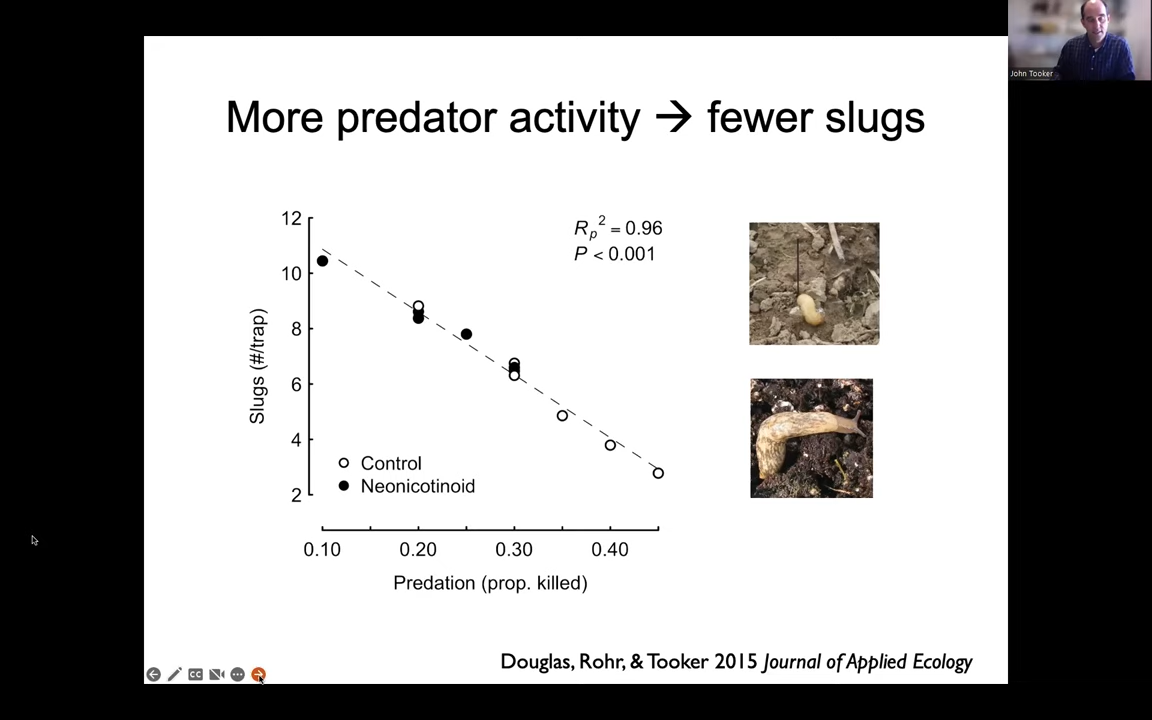 John Tooker
More predator activity → fewer slugs
12
10
8
6
4
2
Slugs (#/trap)
Rp² = 0.96
P < 0.001
Control
Neonicotinoid
0.10 0.20 0.30 0.40
Predation (prop. killed)
Douglas, Rohr, & Tooker 2015 Journal of Applied Ecology
CC